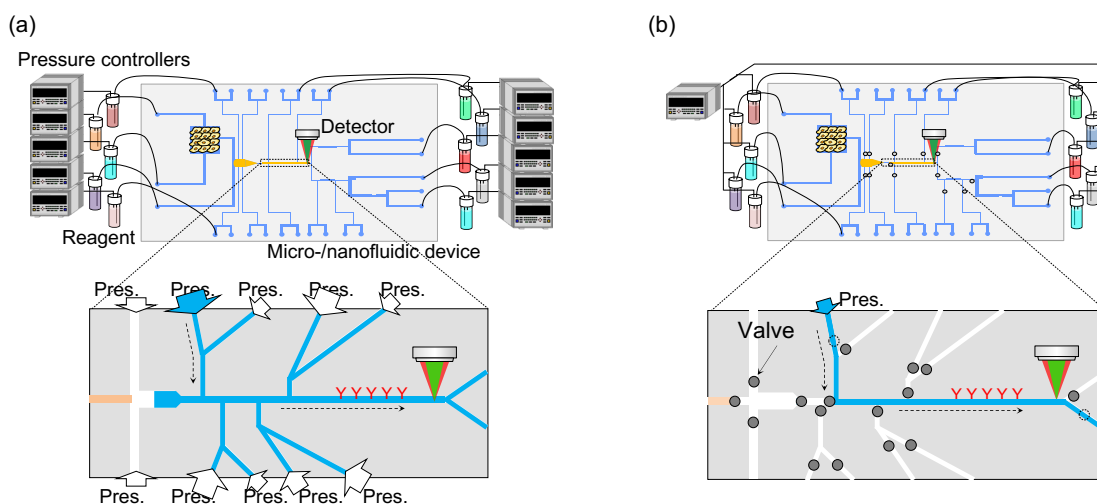 (a)
(b)
Pressure controllers
Detector
Reagent
Micro-/nanofluidic device
Pres. Pres. Pres. Pres. Pres.
Pres.
Valve
Y Y Y Y Y
Y Y Y Y Y
Pres. Pres. Pres. Pres. Pres.